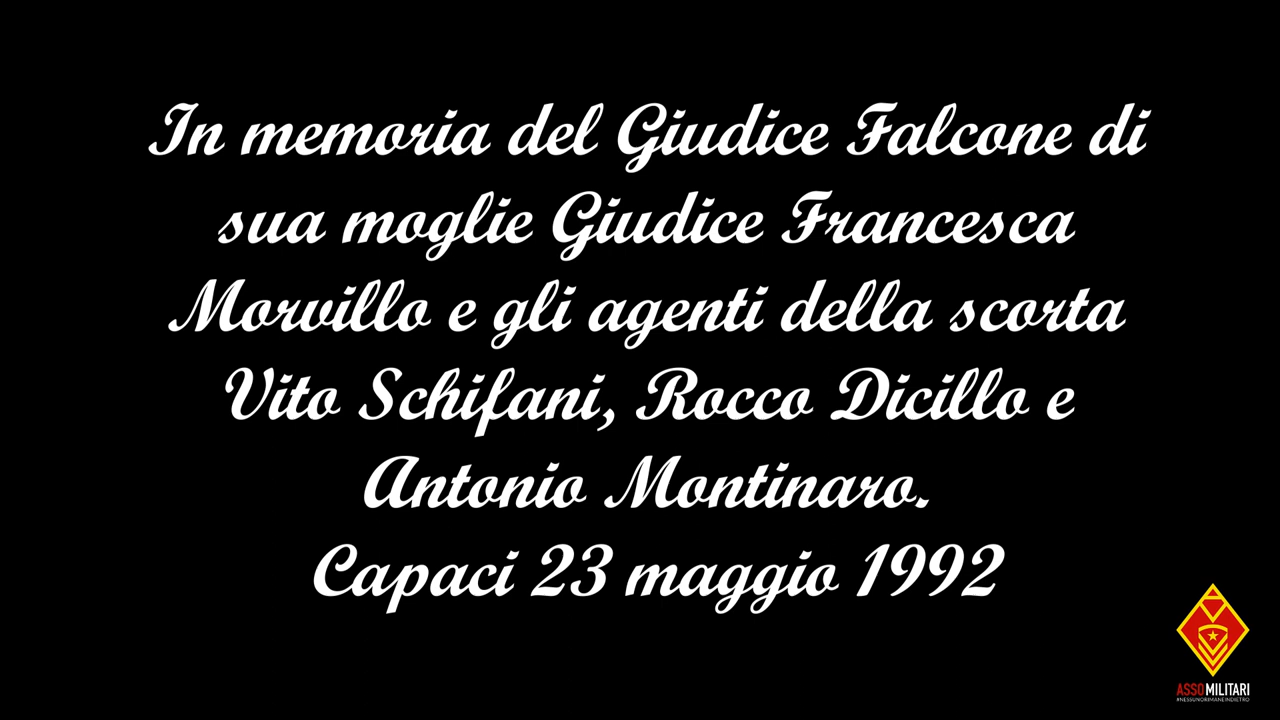 In memoria del Giudice Falcone di
sua moglie Giudice Francesca
Morvillo e gli agenti della scorta
Vito Schifani, Rocco Dicillo e
Antonio Montinaro.
Capaci 23 maggio 1992
ASSOMILITARI
#NESSUNORIMANEINDIETRO